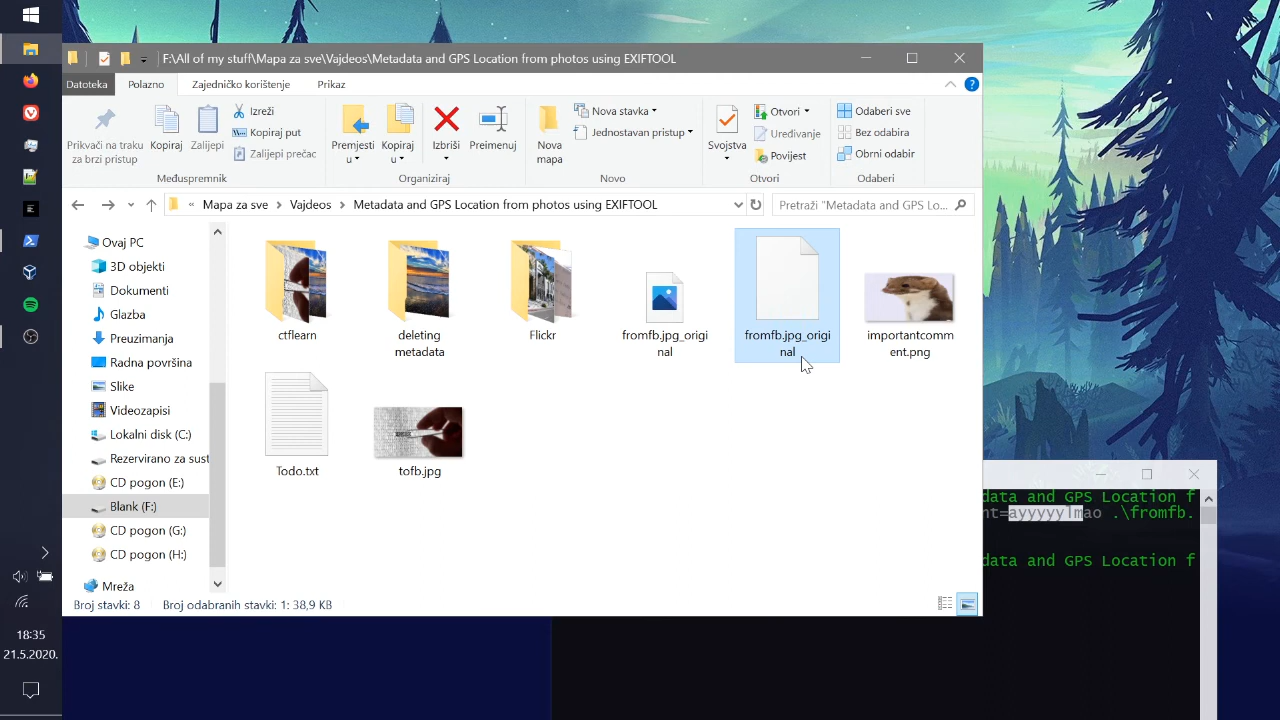 F:\All of my stuff\Mapa za sve\Vajdeos\Metadata and GPS Location from photos using EXIFTOOL
Datoteka
Polazno
Zajedničko korištenje
Prikaz
Prikvači na traku
za brzi pristup
Kopiraj
Zalijepi
Izreži
Kopiraj put
Zalijepi prečac
Međuspremnik
Premjesti
u
Kopiraj
u
Izbriši
Preimenuj
Organiziraj
Nova
mapa
Nova stavka
Jednostavan pristup
Novo
Svojstva
Otvori
Uređivanje
Povijest
Otvori
Odaberi sve
Bez odabira
Obrni odabir
Odaberi
« Mapa za sve > Vajdeos > Metadata and GPS Location from photos using EXIFTOOL
Pretraži "Metadata and GPS Lo...
Ovaj PC
3D objekti
Dokumenti
Glazba
Preuzimanja
Radna površina
Slike
Videozapisi
Lokalni disk (C:)
Rezervirano za sust
CD pogon (E:)
Blank (F:)
CD pogon (G:)
CD pogon (H:)
Mreža
ctflearn
deleting
metadata
Flickr
fromfb.jpg_origi
nal
fromfb.jpg_origi
nal
importantcomm
ent.png
Todo.txt
tofb.jpg
Broj stavki: 8
Broj odabranih stavki: 1: 38,9 KB
data and GPS Location f
nt=ayyyyylmao .\fromfb.
data and GPS Location f
18:35
21.5.2020.